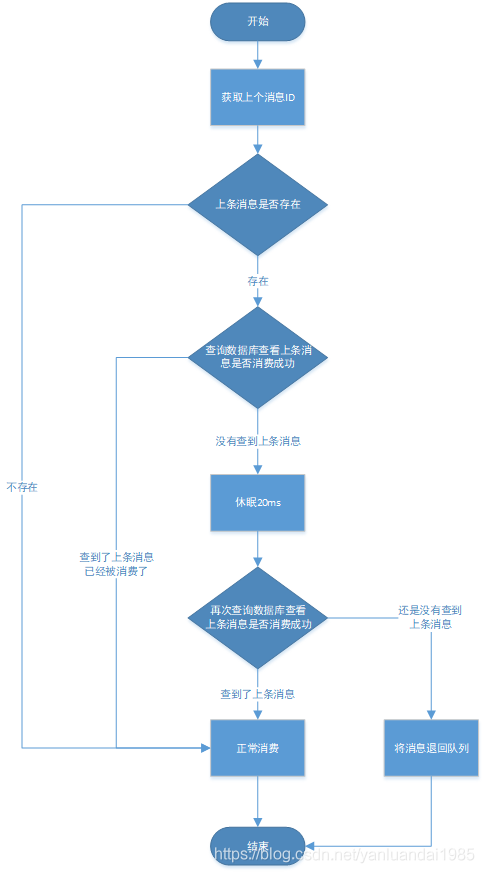 开始
获取上个消息ID
上条消息是否存在
存在
查询数据库查看上条消
息是否消费成功
没有查到上条消息
不存在
休眠20ms
查到了上条消息
已经被消费了
再次查询数据库查看
上条消息是否消费成功
还是没有查到
上条消息
查到了上条消息
正常消费
将消息退回队列
结束
https://blog.csdn.net/yanluandai1985